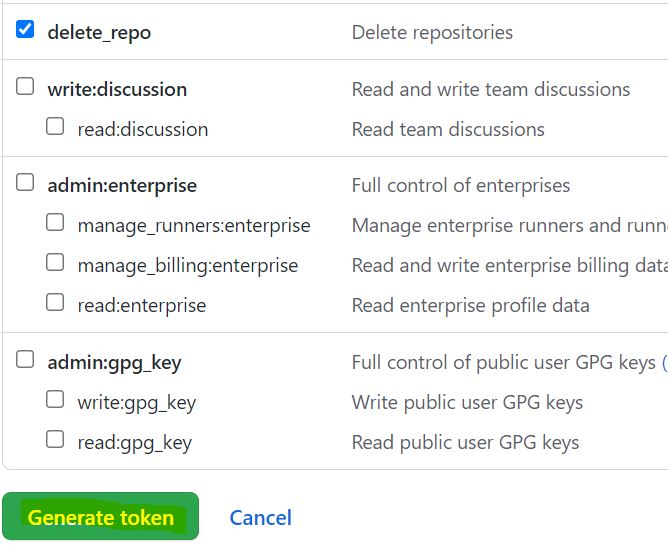 delete_repo Delete repositories
write:discussion Read and write team discussions
read:discussion Read team discussions
admin:enterprise Full control of enterprises
manage_runners:enterprise Manage enterprise runners and runn
manage_billing:enterprise Read and write enterprise billing data
read:enterprise Read enterprise profile data
admin:gpg_key Full control of public user GPG keys (
write:gpg_key Write public user GPG keys
read:gpg_key Read public user GPG keys
Generate token Cancel